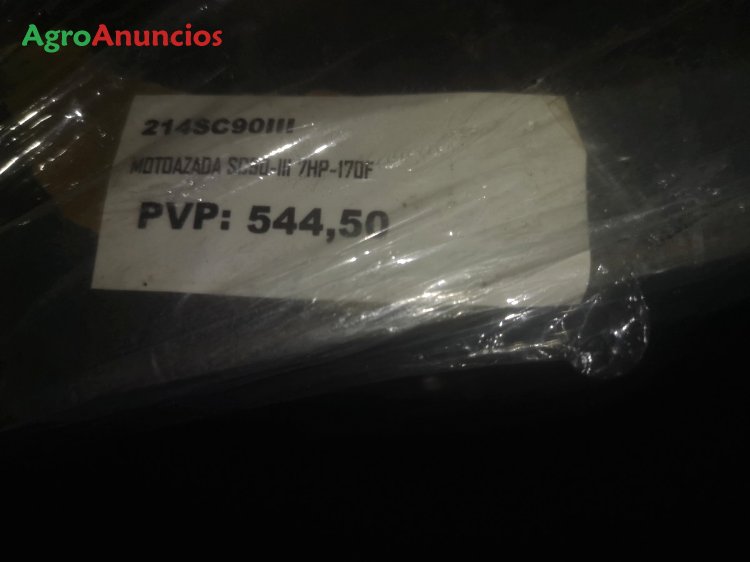 AgroAnuncios
214SC90III
MOTOAZADA SC90-III 7HP-170F
PVP: 544,50